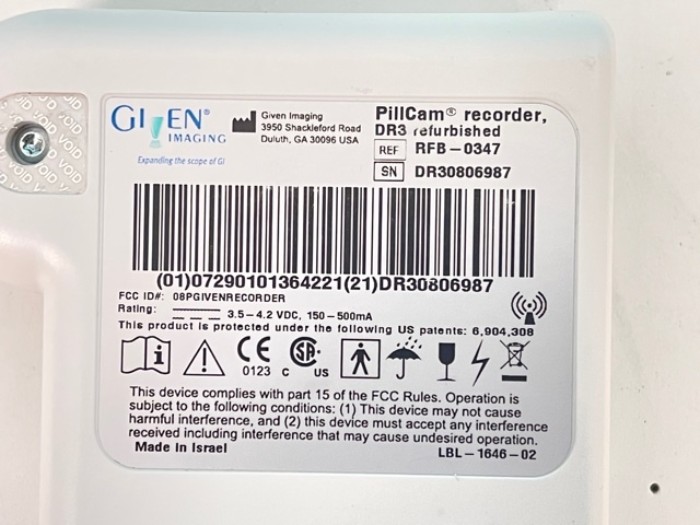 VOID VOID VOID
GIVEN®
IMAGING
Expanding the scope of GI
Given Imaging
3950 Shackleford Road
Duluth, GA 30096 USA
PillCam® recorder,
DR3 refurbished
REF RFB-0347
SN DR30806987
(01)07290101364221(21)DR30806987
FCC ID#: 08PGIVENRECORDER
Rating: 3.5-4.2 VDC, 150-500mA
This product is protected under the following US patents: 6,904,308
i
CE 0123
C SA US
This device complies with part 15 of the FCC Rules. Operation is
subject to the following conditions: (1) This device may not cause
harmful interference, and (2) this device must accept any interference
received including interference that may cause undesired operation.
Made in Israel
LBL-1646-02